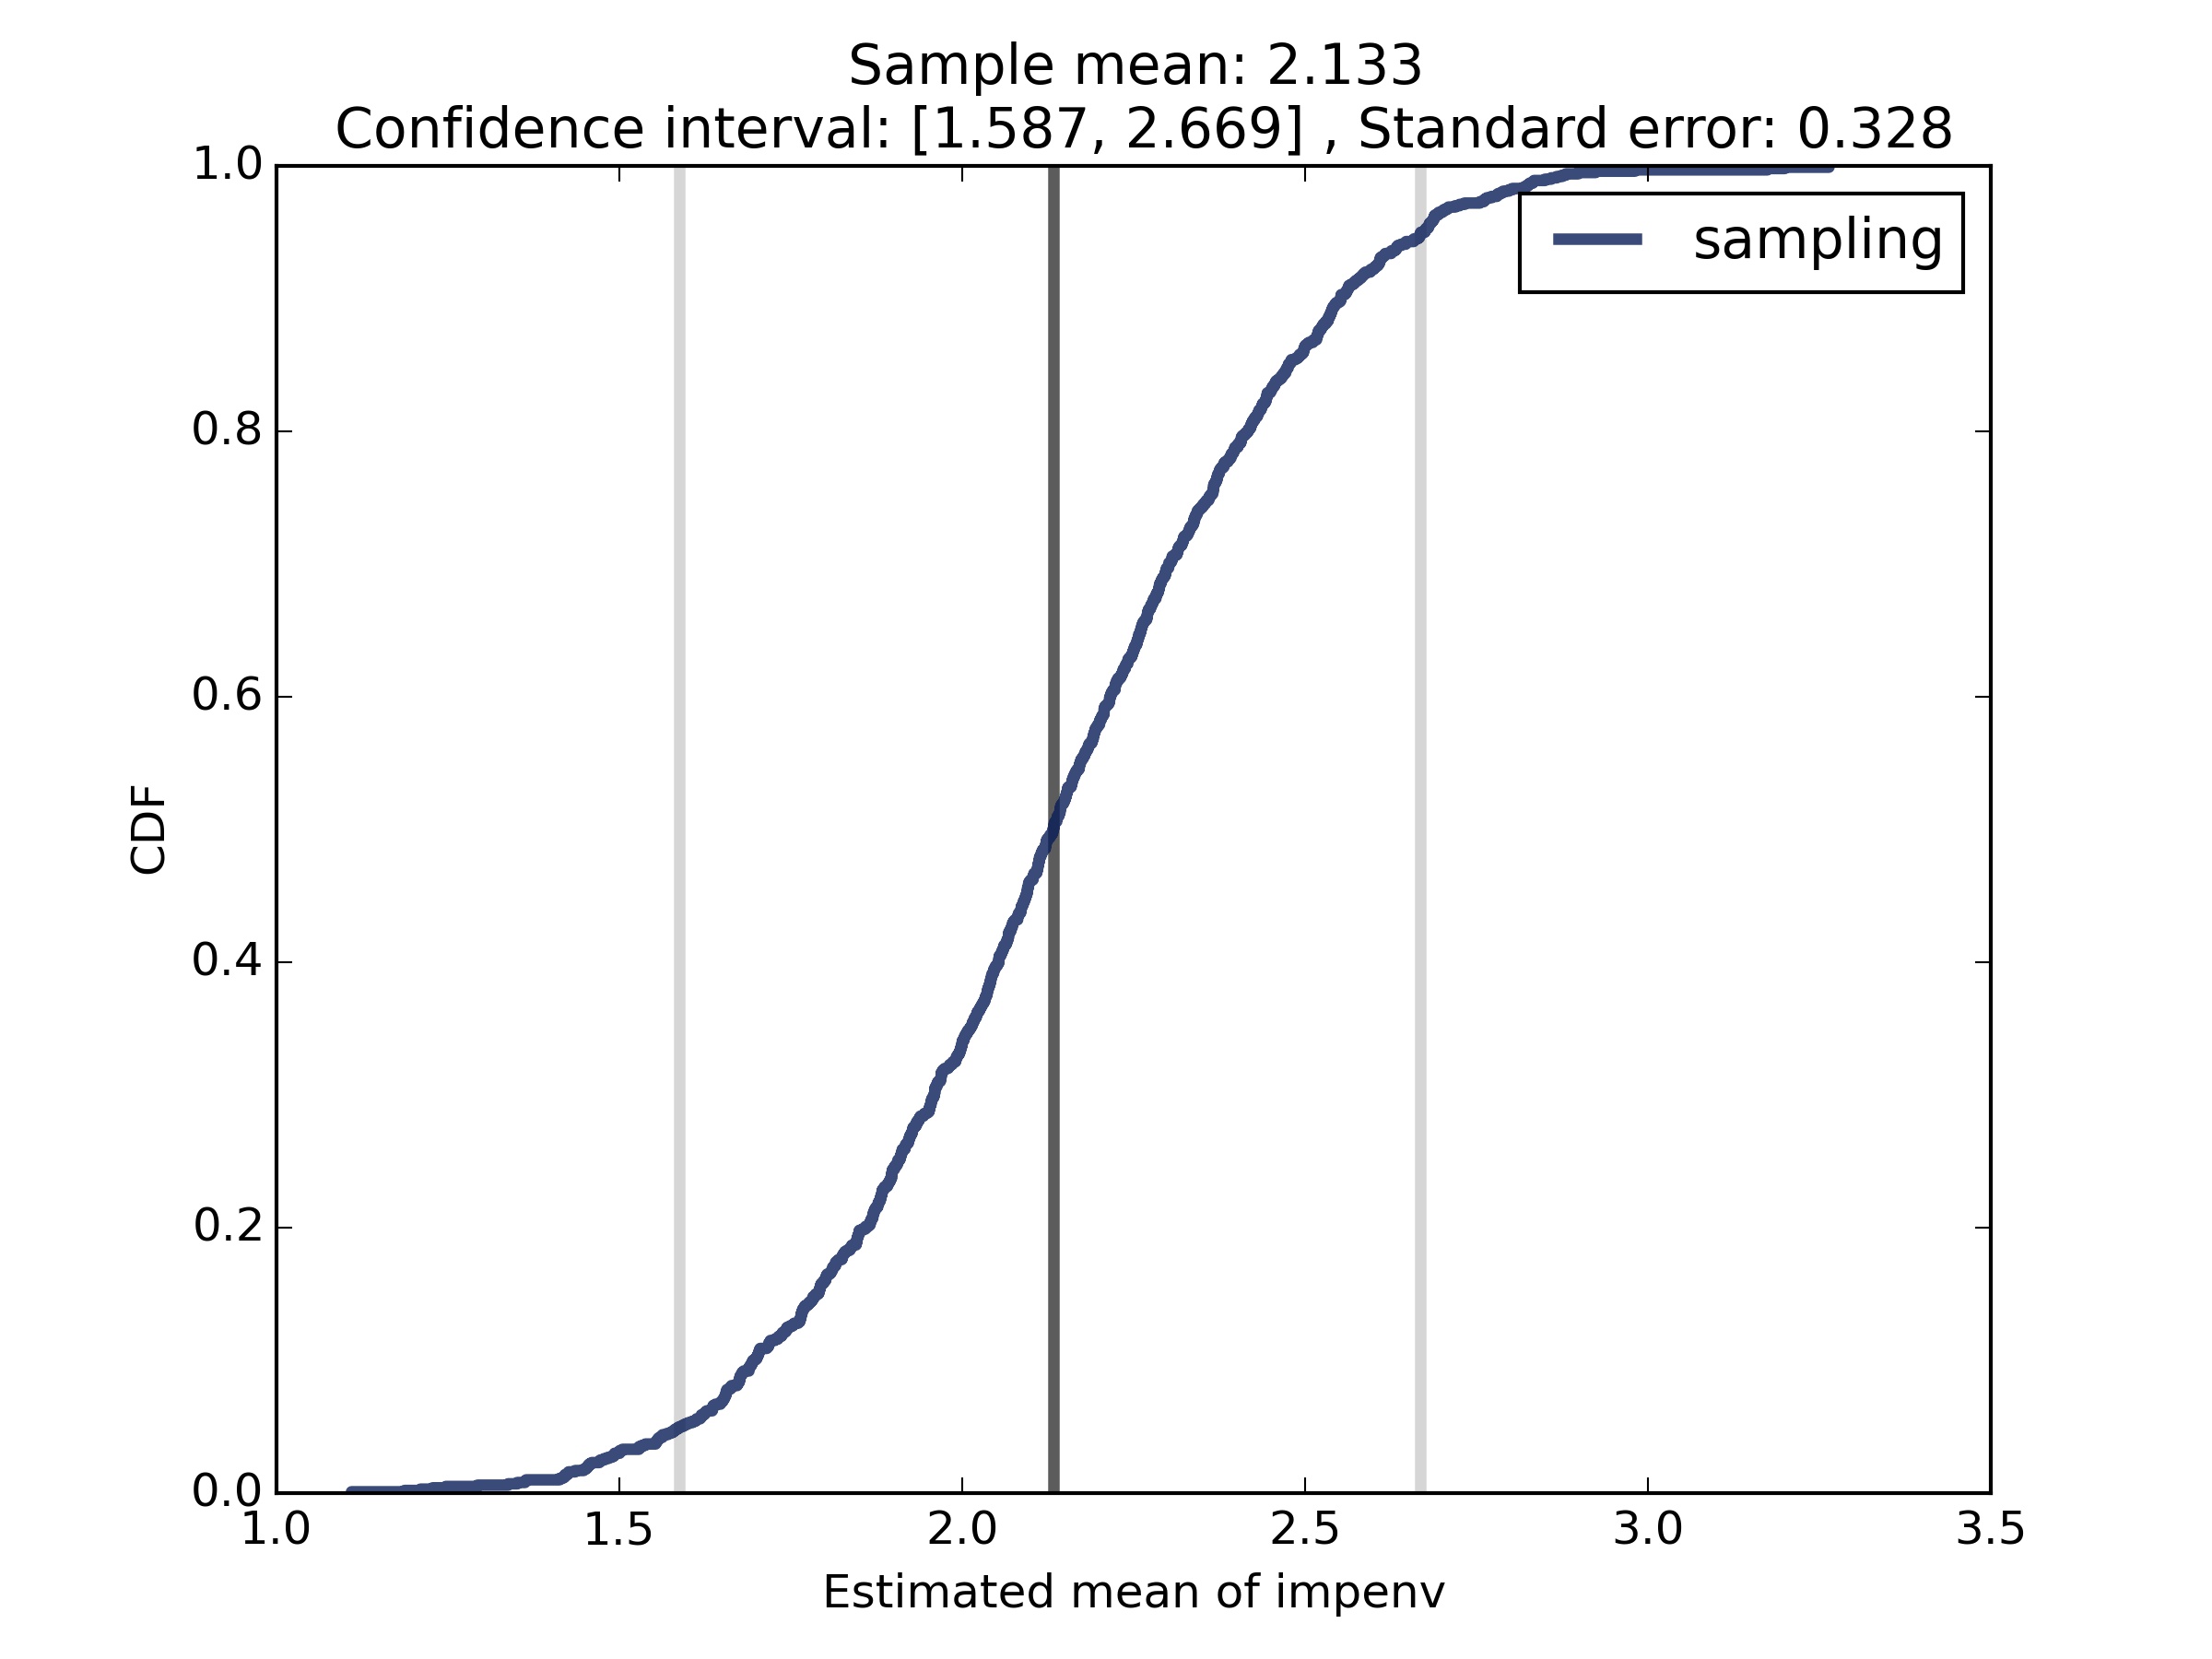 Sample mean: 2.133
Confidence interval: [1.587, 2.669] , Standard error: 0.328
1.0
sampling
0.8
0.6
CDF
0.4
0.2
0.0
1.0 1.5 2.0 2.5 3.0 3.5
Estimated mean of impenv